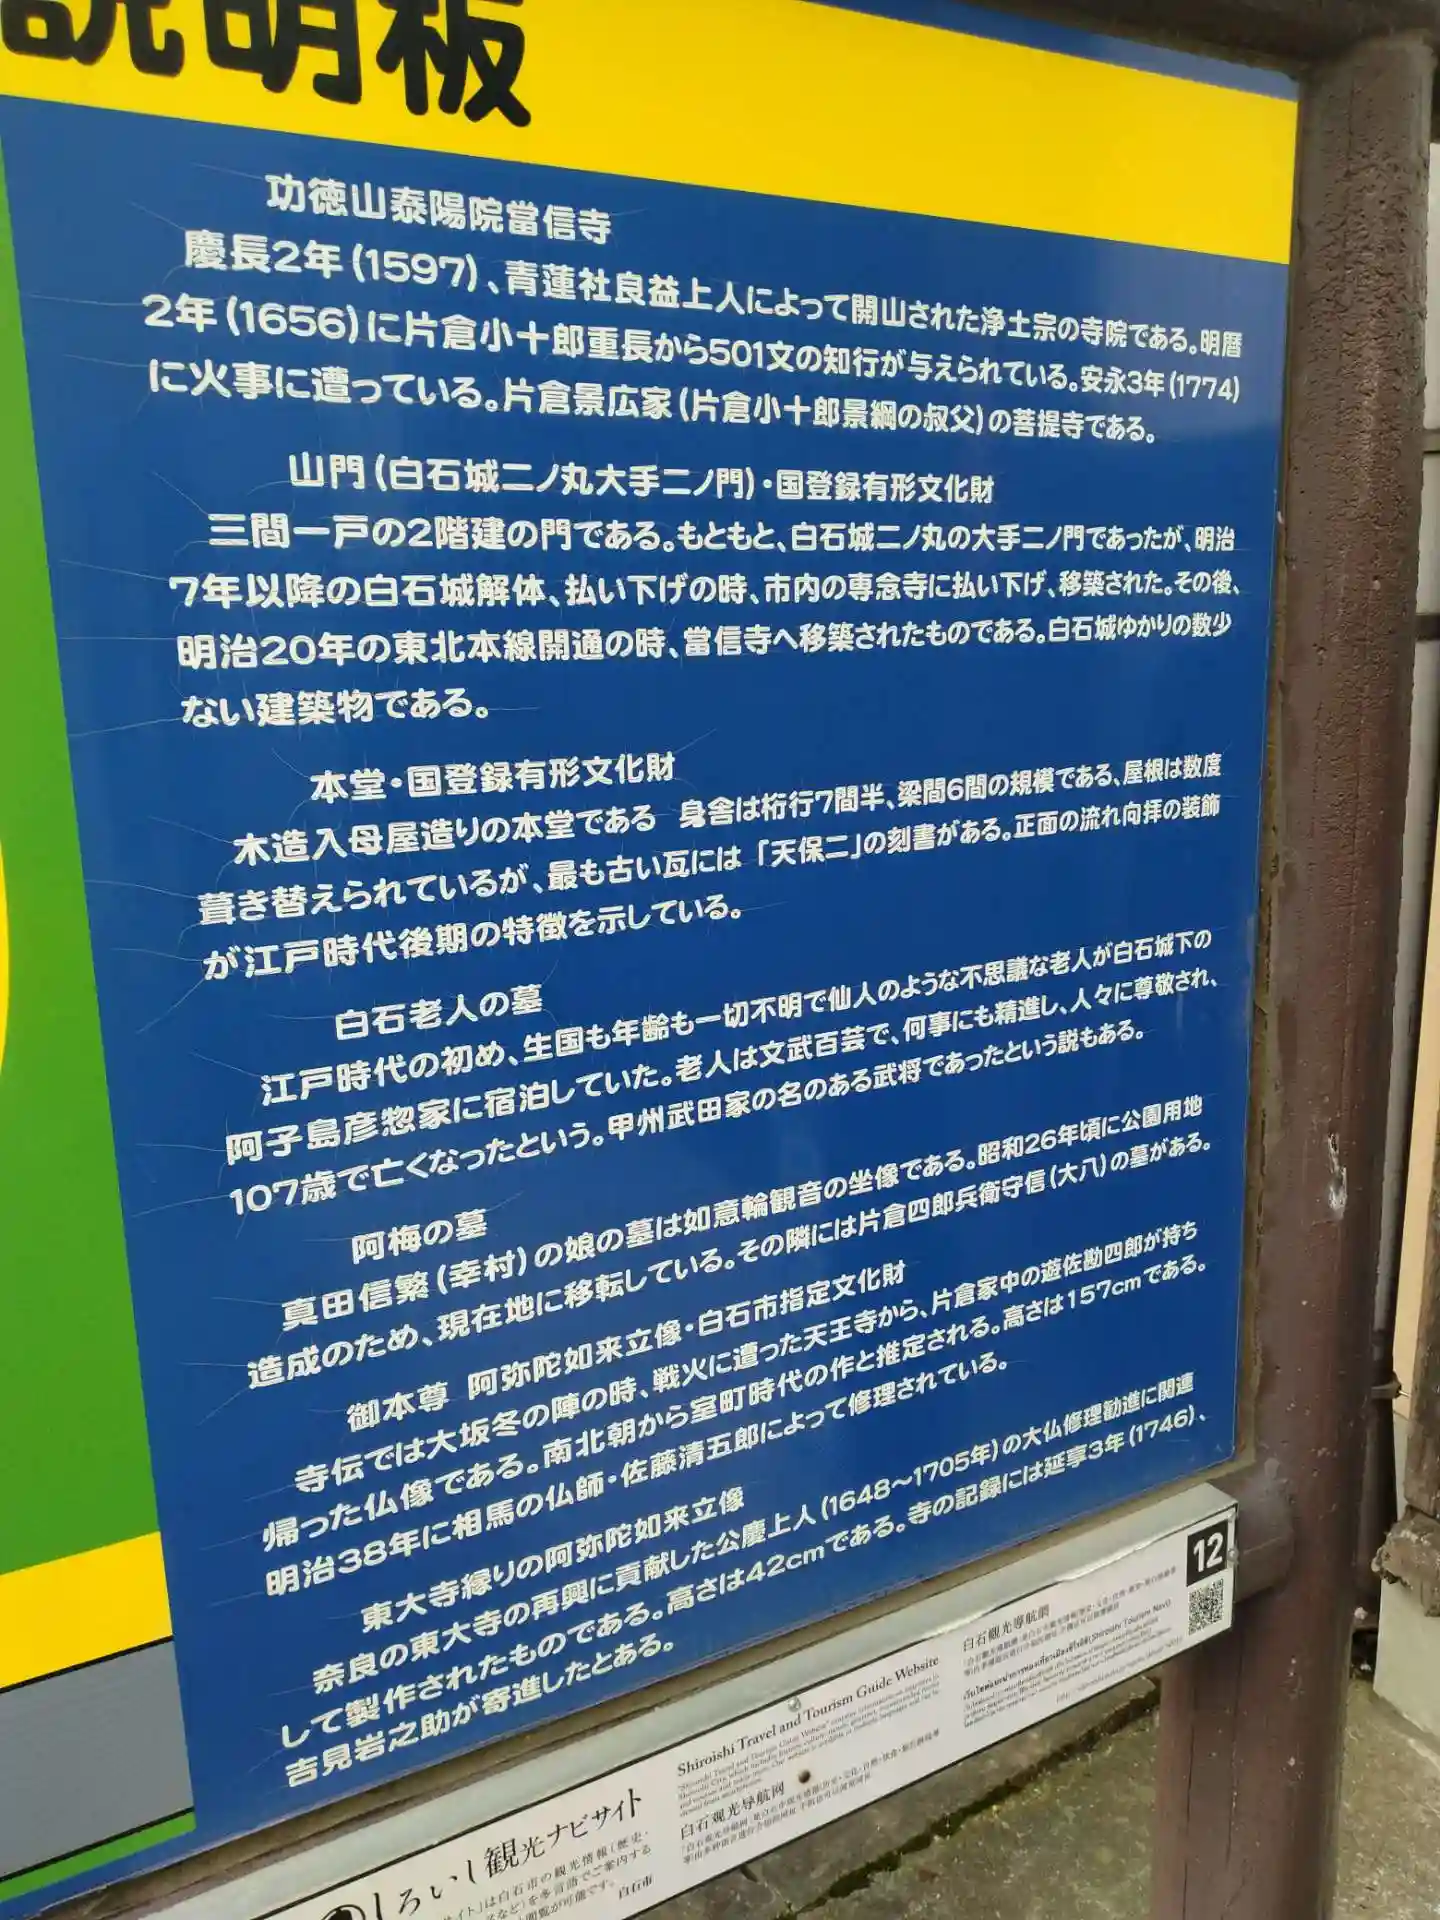 説明板
功徳山泰陽院當信寺
慶長2年(1597)、青蓮社良益上人によって開山された浄土宗の寺院である。明暦
2年(1656)に片倉小十郎重長から501文の知行が与えられている。安永3年(1774)
に火事に遭っている。片倉景広家(片倉小十郎景綱の叔父)の菩提寺である。
山門(白石城二ノ丸大手二ノ門)・国登録有形文化財
三間一戸の2階建の門である。もともと、白石城二ノ丸の大手二ノ門であったが、明治
7年以降の白石城解体、払い下げの時、市内の専念寺に払い下げ、移築された。その後、
明治20年の東北本線開通の時、當信寺へ移築されたものである。白石城ゆかりの数少
ない建築物である。
本堂・国登録有形文化財
木造入母屋造りの本堂である 身舎は桁行7間半、梁間6間の規模である、屋根は数度
葺き替えられているが、最も古い瓦には「天保二」の刻書がある。正面の流れ向拝の装飾
が江戸時代後期の特徴を示している。
白石老人の墓
江戸時代の初め、生国も年齢も一切不明で仙人のような不思議な老人が白石城下の
阿子島彦惣家に宿泊していた。老人は文武百芸で、何事にも精進し、人々に尊敬され、
107歳で亡くなったという。甲州武田家の名のある武将であったという説もある。
阿梅の墓
真田信繁(幸村)の娘の墓は如意輪観音の坐像である。昭和26年頃に公園用地
造成のため、現在地に移転している。その隣には片倉四郎兵衛守信(大八)の墓がある。
御本尊 阿弥陀如来立像・白石市指定文化財
寺伝では大坂冬の陣の時、戦火に遭った天王寺から、片倉家中の遊佐勘四郎が持ち
帰った仏像である。南北朝から室町時代の作と推定される。高さは157cmである。
明治38年に相馬の仏師・佐藤清五郎によって修理されている。
東大寺縁りの阿弥陀如来立像
奈良の東大寺の再興に貢献した公慶上人(1648～1705年)の大仏修理勧進に関連
して製作されたものである。高さは42cmである。寺の記録には延享3年(1746)、
吉見岩之助が寄進したとある。
12
しろいし観光ナビサイト
Shiroishi Travel and Tourism Guide Website
白石观光导航网
白石觀光導航網
白石市